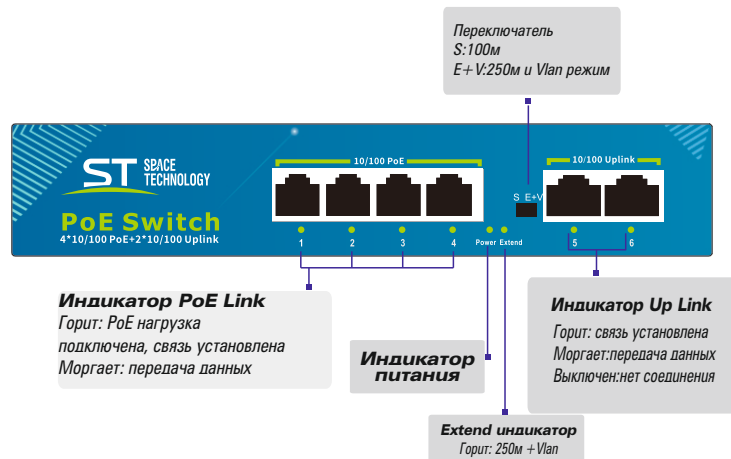 Переключатель
S:100м
E+V:250м и Vlan режим
10/100 PoE
10/100 Uplink
ST SPACE
TECHNOLOGY
S E+V
PoE Switch
4*10/100 PoE+2*10/100 Uplink
1 2 3 4 Power Extend 5 6
Индикатор PoE Link
Горит: PoE нагрузка
подключена, связь установлена
Моргает: передача данных
Индикатор
питания
Индикатор Up Link
Горит: связь установлена
Моргает:передача данных
Выключен:нет соединения
Extend индикатор
Горит: 250м +Vlan